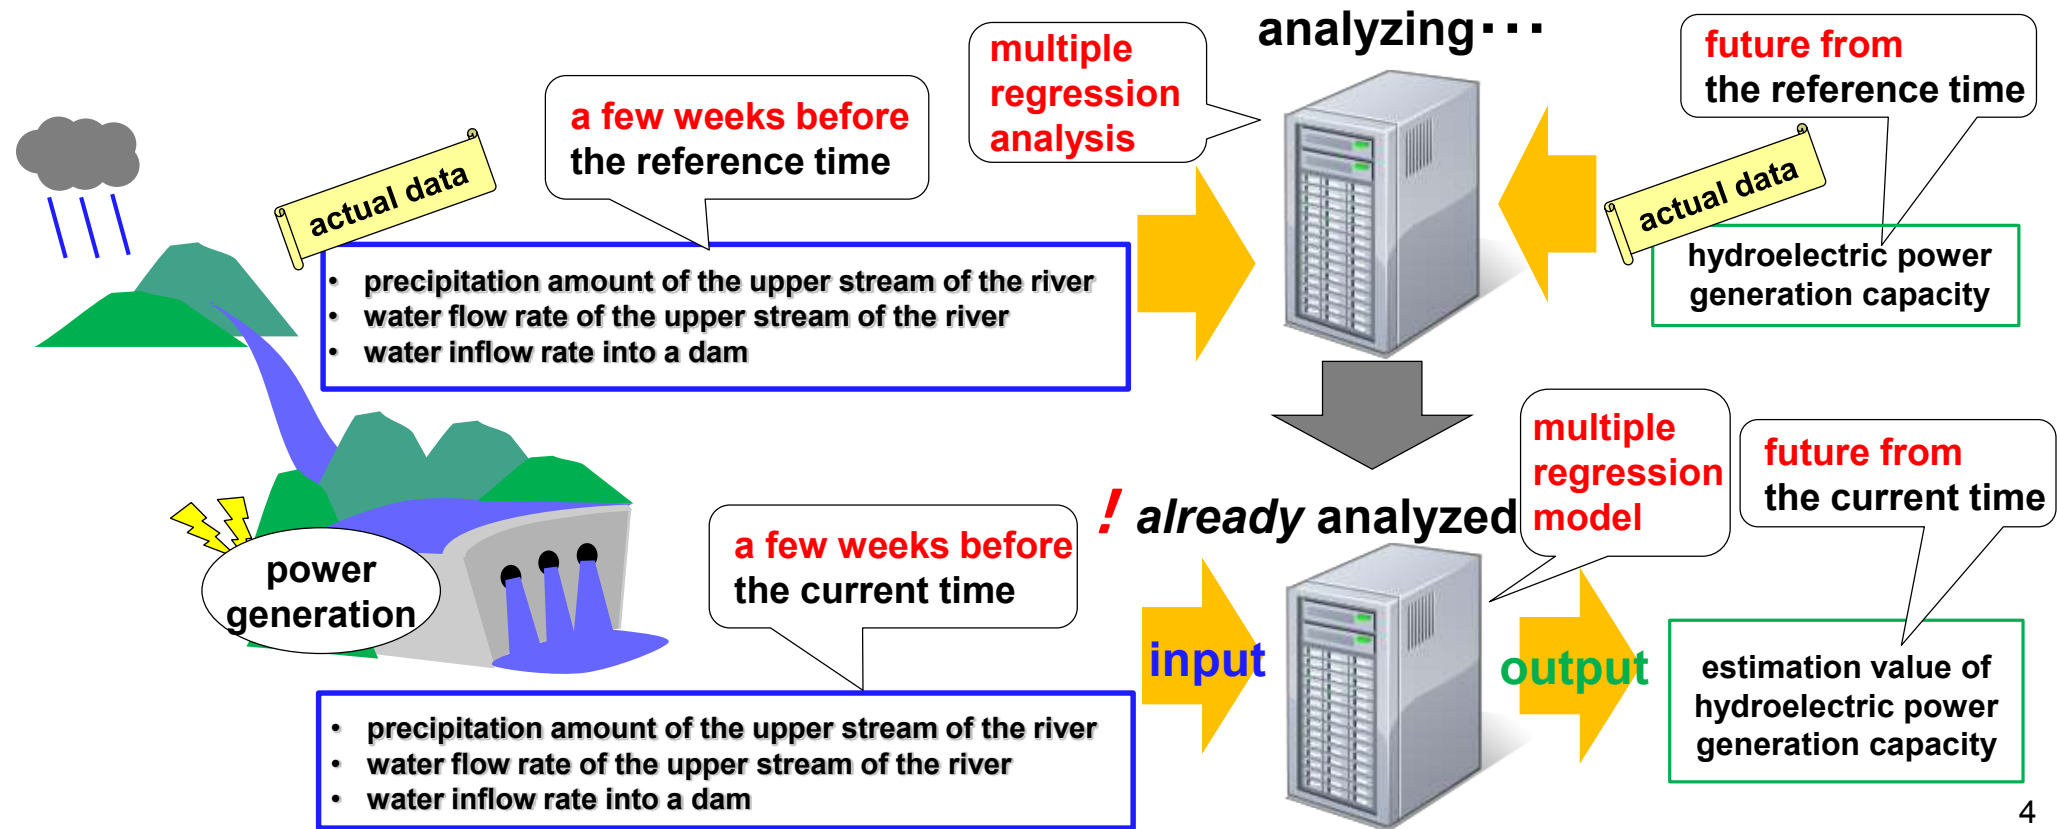 analyzing･･･
multiple
regression
analysis
future from
the reference time
a few weeks before
the reference time
actual data
actual data
• precipitation amount of the upper stream of the river
• water flow rate of the upper stream of the river
• water inflow rate into a dam
hydroelectric power
generation capacity
multiple
regression
model
future from
the current time
! already analyzed
a few weeks before
the current time
power
generation
input
output
estimation value of
hydroelectric power
generation capacity
• precipitation amount of the upper stream of the river
• water flow rate of the upper stream of the river
• water inflow rate into a dam
4